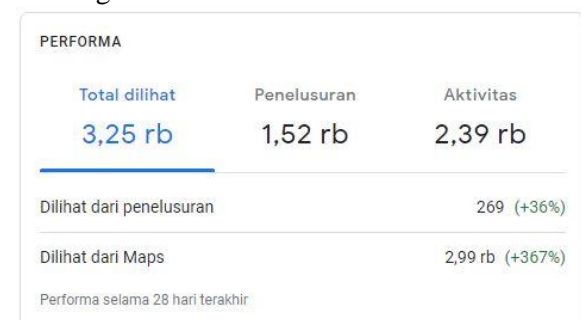 PERFORMA
Total dilihat Penelusuran Aktivitas
3,25 rb 1,52 rb 2,39 rb
Dilihat dari penelusuran 269 (+36%)
Dilihat dari Maps 2,99 rb (+367%)
Performa selama 28 hari terakhir